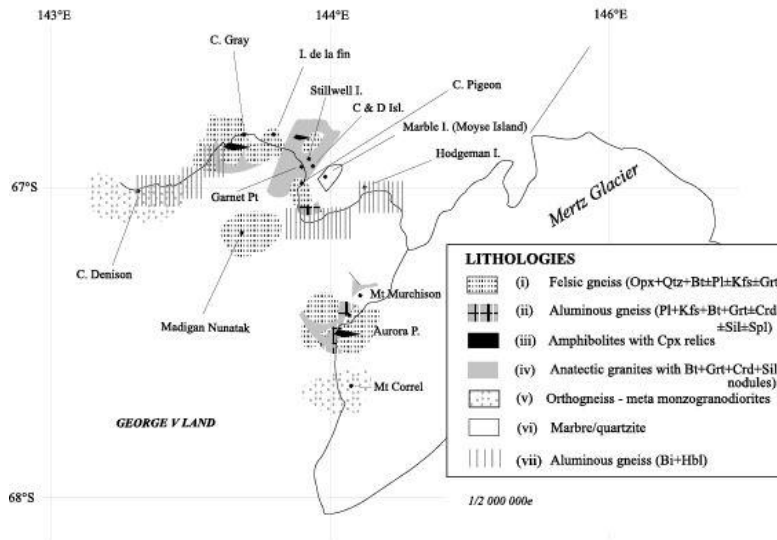 143°E
144°E
146°E
C. Gray
I. de la fin
Stillwell I.
C & D Isl.
C. Pigeon
Marble I. (Moyse Island)
Hodgeman I.
67°S
Garnet Pt
Mertz Glacier
C. Denison
Madigan Nunatak
Mt Murchison
Aurora P.
Mt Correl
GEORGE V LAND
68°S
LITHOLOGIES
(i) Felsic gneiss (Opx+Qtz+Bt±Pl±Kfs±Grt
(ii) Aluminous gneiss (Pl+Kfs+Bt+Grt±Crd
±Sil±Spl)
(iii) Amphibolites with Cpx relics
(iv) Anatectic granites with Bt+Grt+Crd+Sil
nodules)
(v) Orthogneiss - meta monzogranodiorites
(vi) Marbre/quartzite
(vii) Aluminous gneiss (Bi+Hbl)
1/2 000 000e